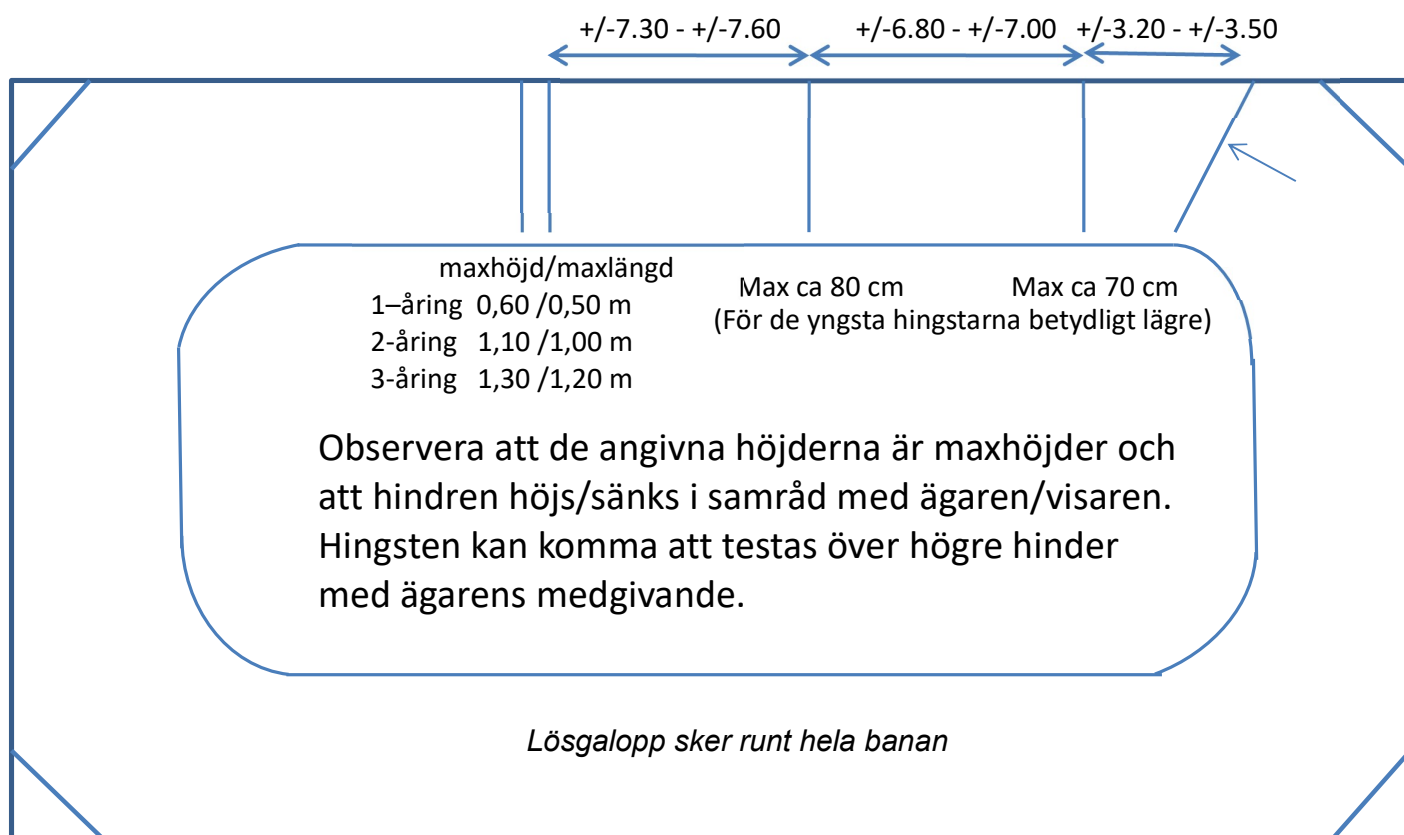 +/-7.30 - +/-7.60 +/-6.80 - +/-7.00 +/-3.20 - +/-3.50
maxhöjd/maxlängd
1–åring 0,60 /0,50 m
2-åring 1,10 /1,00 m
3-åring 1,30 /1,20 m
Max ca 80 cm Max ca 70 cm
(För de yngsta hingstarna betydligt lägre)
Observera att de angivna höjderna är maxhöjder och
att hindren höjs/sänks i samråd med ägaren/visaren.
Hingsten kan komma att testas över högre hinder
med ägarens medgivande.
Lösgalopp sker runt hela banan